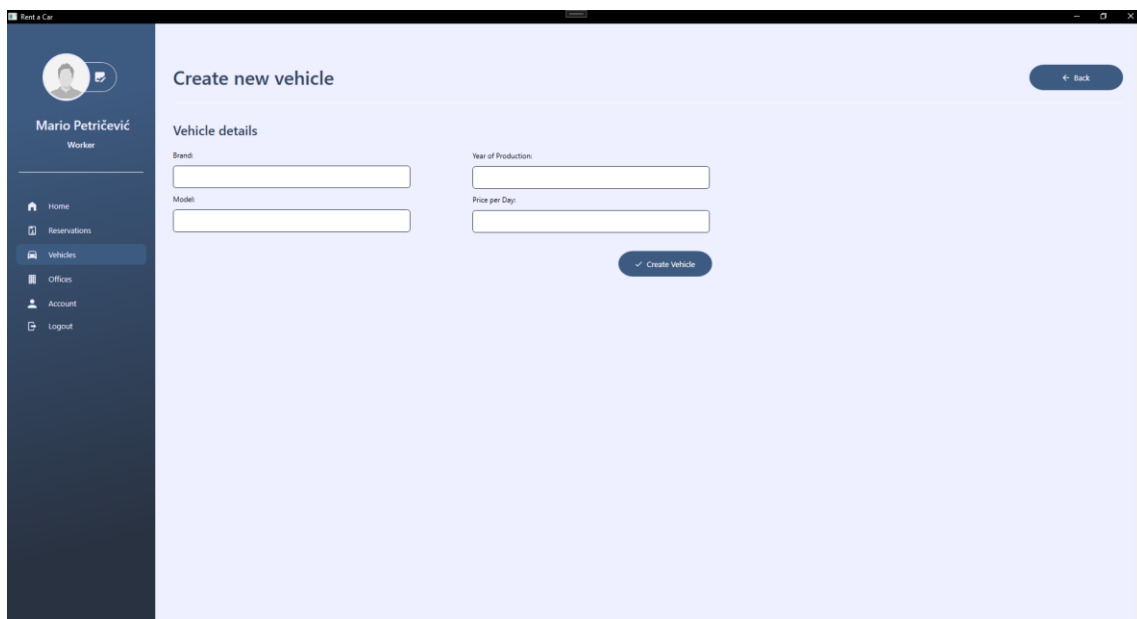 Rent a Car
Mario Petričević
Worker
Home
Reservations
Vehicles
Offices
Account
Logout
Create new vehicle
← Back
Vehicle details
Brand:
Year of Production:
Model:
Price per Day:
✓ Create Vehicle